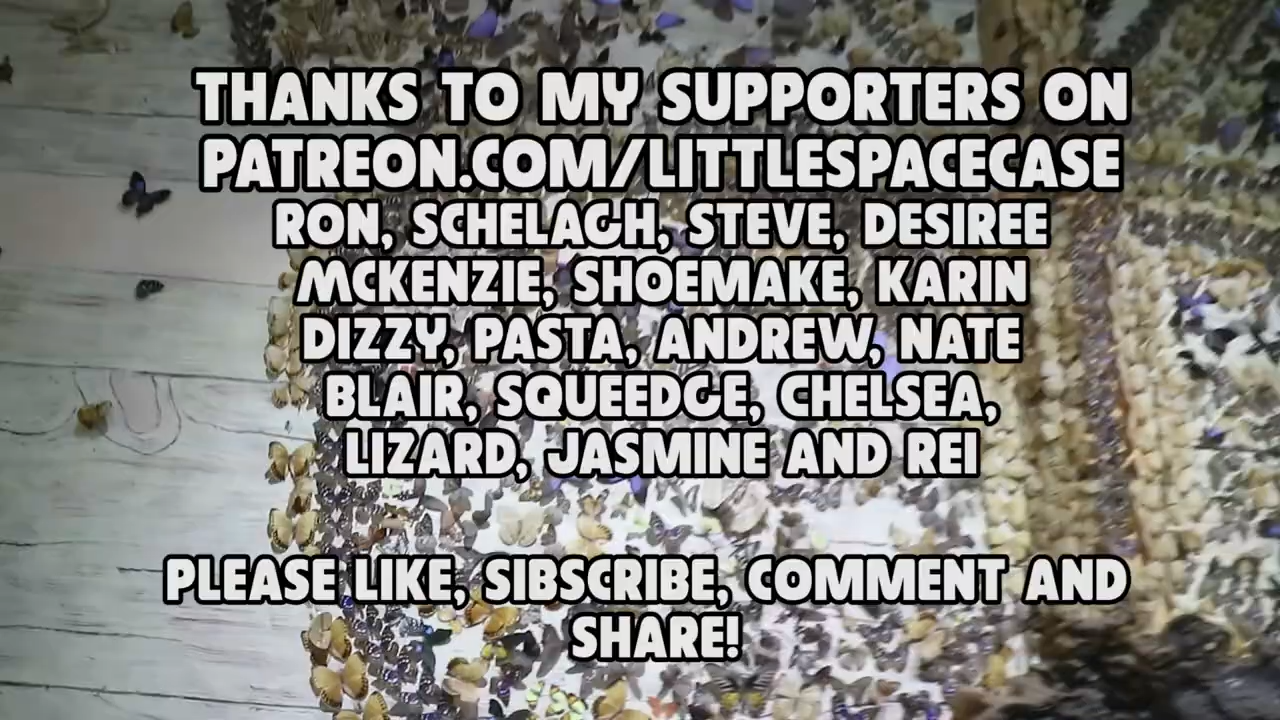 THANKS TO MY SUPPORTERS ON
PATREON.COM/LITTLESPACECASE
RON, SCHELAGH, STEVE, DESIREE
MCKENZIE, SHOEMAKE, KARIN
DIZZY, PASTA, ANDREW, NATE
BLAIR, SQUEEDGE, CHELSEA,
LIZARD, JASMINE AND REI
PLEASE LIKE, SIBSCRIBE, COMMENT AND
SHARE!